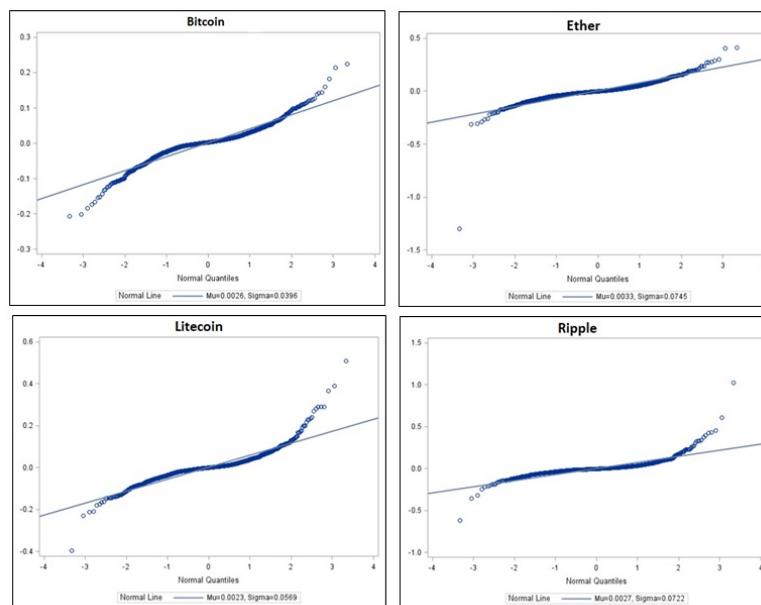 Bitcoin
0.3
0.2
0.1
0.0
-0.1
-0.2
0.3
-4 -3 -2 -1 0 1 2 3 4
Normal Quantiles
Normal Line Mu=0.0026, Sigma=0.0396
Ether
0.5
0.0
-0.5
-1.0
-1.5
-4 -3 -2 -1 0 1 2 3 4
Normal Quantiles
Normal Line Mu=0.0033, Sigma=0.0745
Litecoin
0.6
0.4
0.2
0.0
-0.2
-0.4
-4 -3 -2 -1 0 1 2 3 4
Normal Quantiles
Normal Line Mu=0.0023, Sigma=0.0569
Ripple
1.5
1.0
0.5
0.0
-0.5
-1.0
-4 -3 -2 -1 0 1 2 3 4
Normal Quantiles
Normal Line Mu=0.0027, Sigma=0.0722